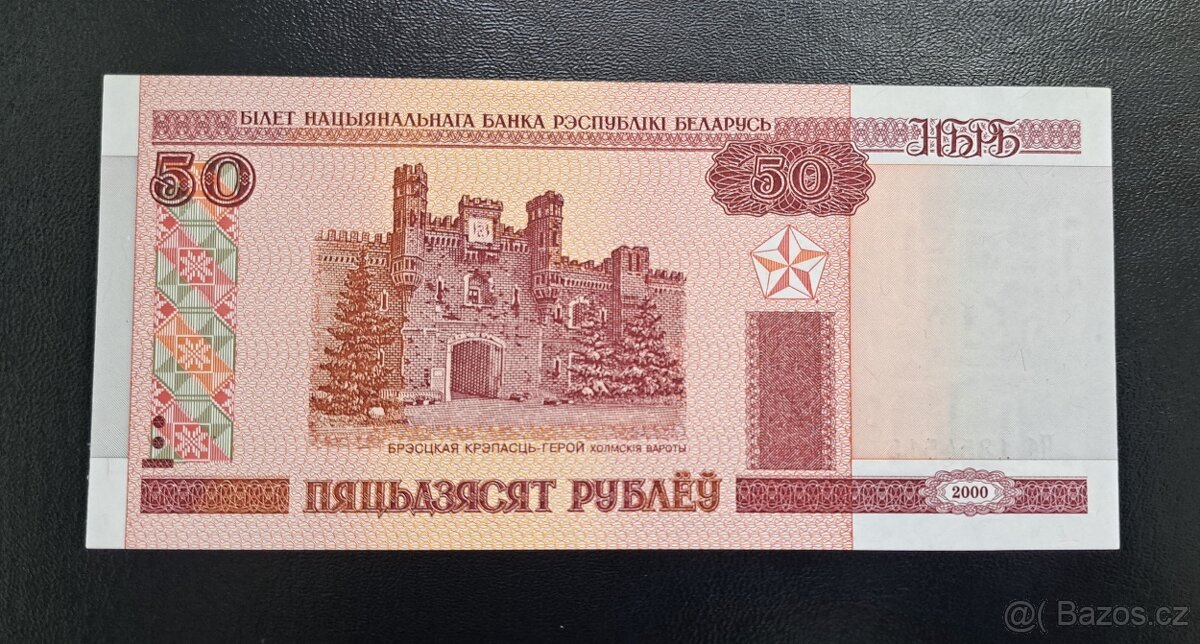 БІЛЕТ НАЦЫЯНАЛЬНАГА БАНКА РЭСПУБЛІКІ БЕЛАРУСЬ
НБРБ
50
50
БРЭСЦКАЯ КРЭПАСЦЬ-ГЕРОЙ ХОЛМСКІЯ ВАРОТЫ
ПЯЦЬДЗЯСЯТ РУБЛЁЎ
2000
@( Bazos.cz